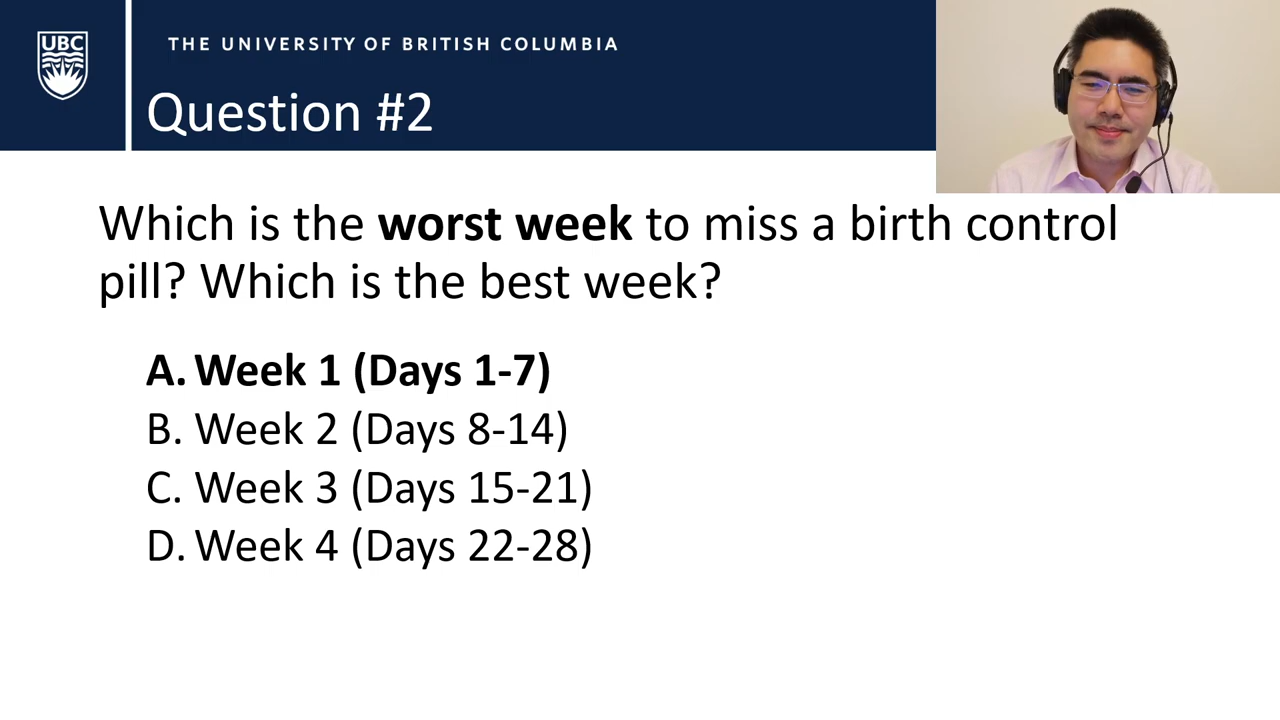 UBC
THE UNIVERSITY OF BRITISH COLUMBIA
Question #2
Which is the worst week to miss a birth control
pill? Which is the best week?
A. Week 1 (Days 1-7)
B. Week 2 (Days 8-14)
C. Week 3 (Days 15-21)
D. Week 4 (Days 22-28)